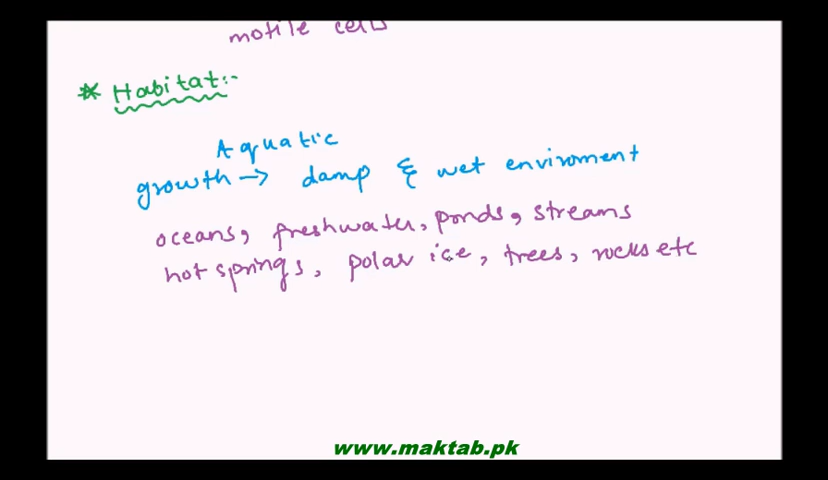 motile cells
* Habitat:-
Aquatic
growth → damp & wet enviroment
oceans, freshwater, ponds, streams
hot springs, polar ice, trees, rocks etc
www.maktab.pk